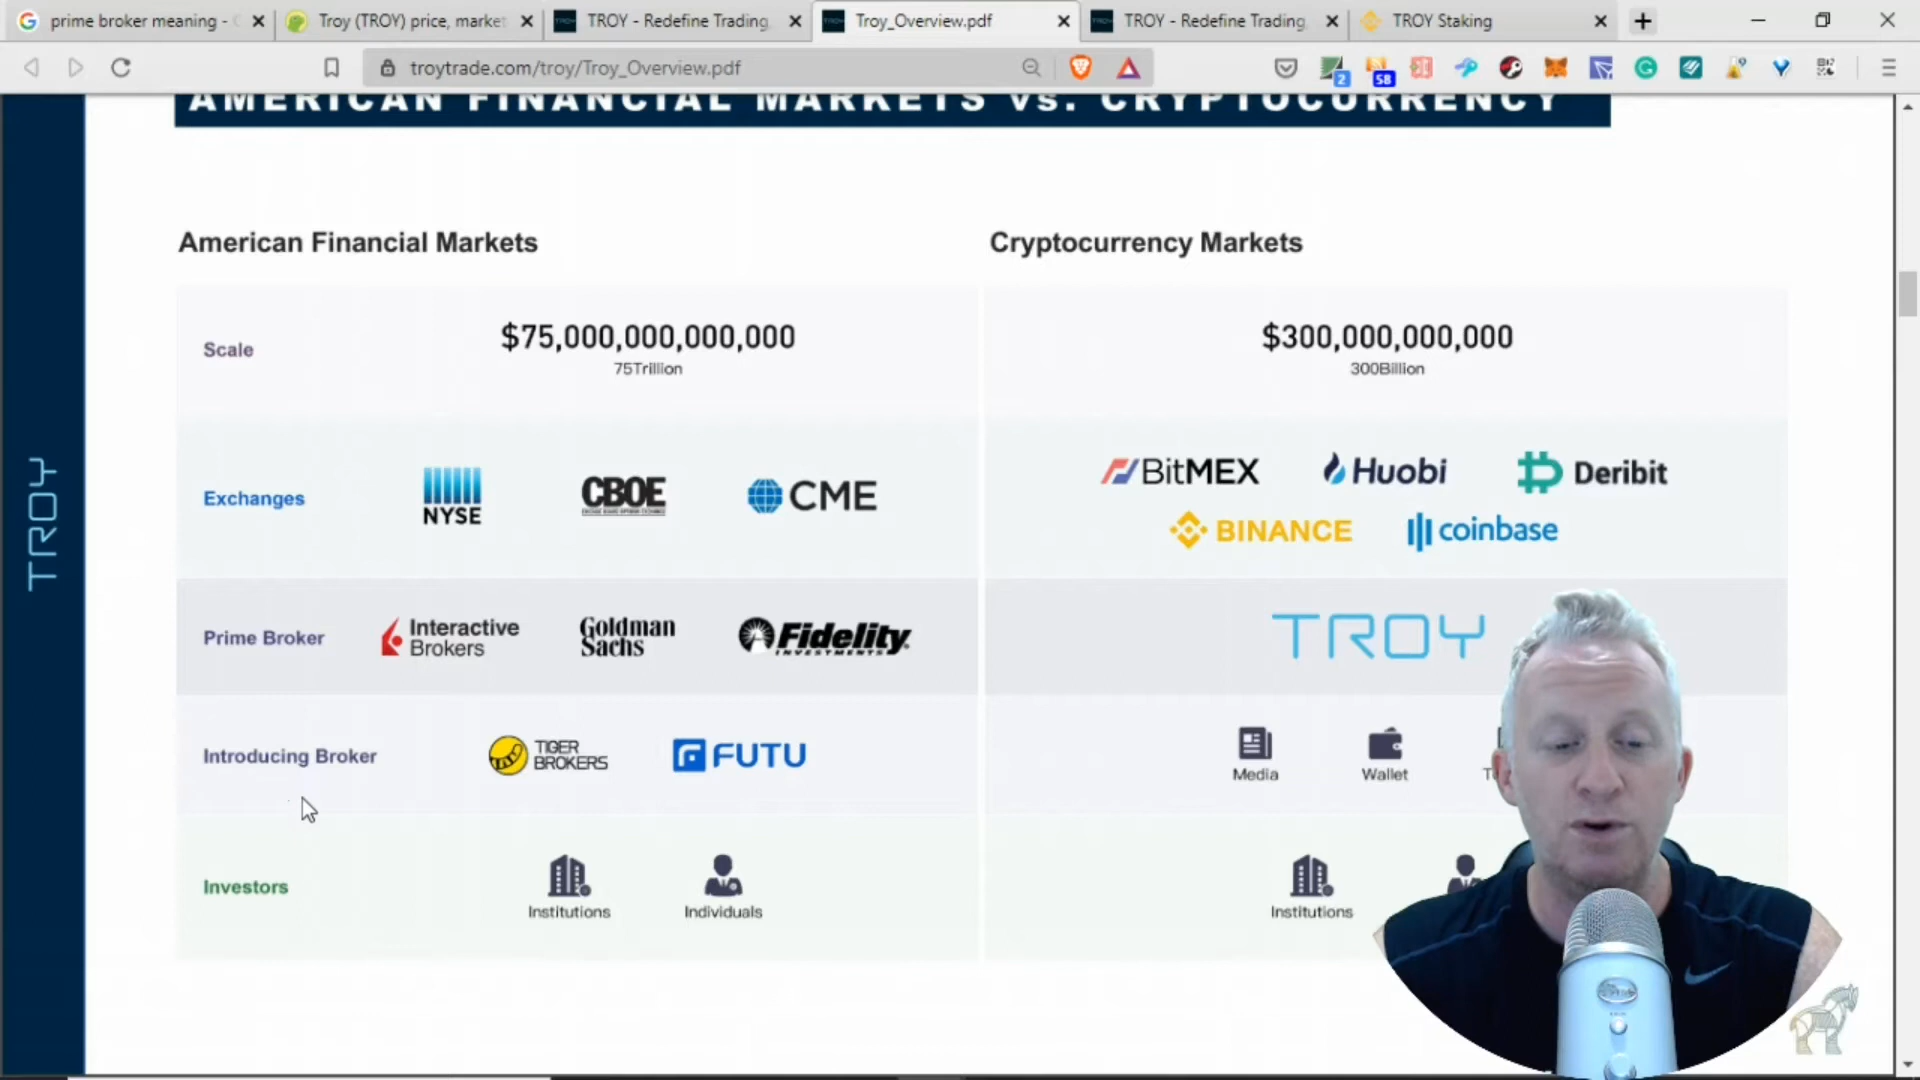 prime broker meaning -
Troy (TROY) price, market
TROY - Redefine Trading,
Troy_Overview.pdf
TROY - Redefine Trading,
TROY Staking
troytrade.com/troy/Troy_Overview.pdf
2
58
AMERICAN FINANCIAL MARKETS vs. CRYPTOCURRENCY
TROY
American Financial Markets
Cryptocurrency Markets
Scale
$75,000,000,000,000
75Trillion
$300,000,000,000
300Billion
Exchanges
NYSE
CBOE
CME
BitMEX
Huobi
Deribit
BINANCE
coinbase
Prime Broker
Interactive
Brokers
Goldman
Sachs
Fidelity
INVESTMENTS
TROY
Introducing Broker
TIGER
BROKERS
FUTU
Media
Wallet
Investors
Institutions
Individuals
Institutions